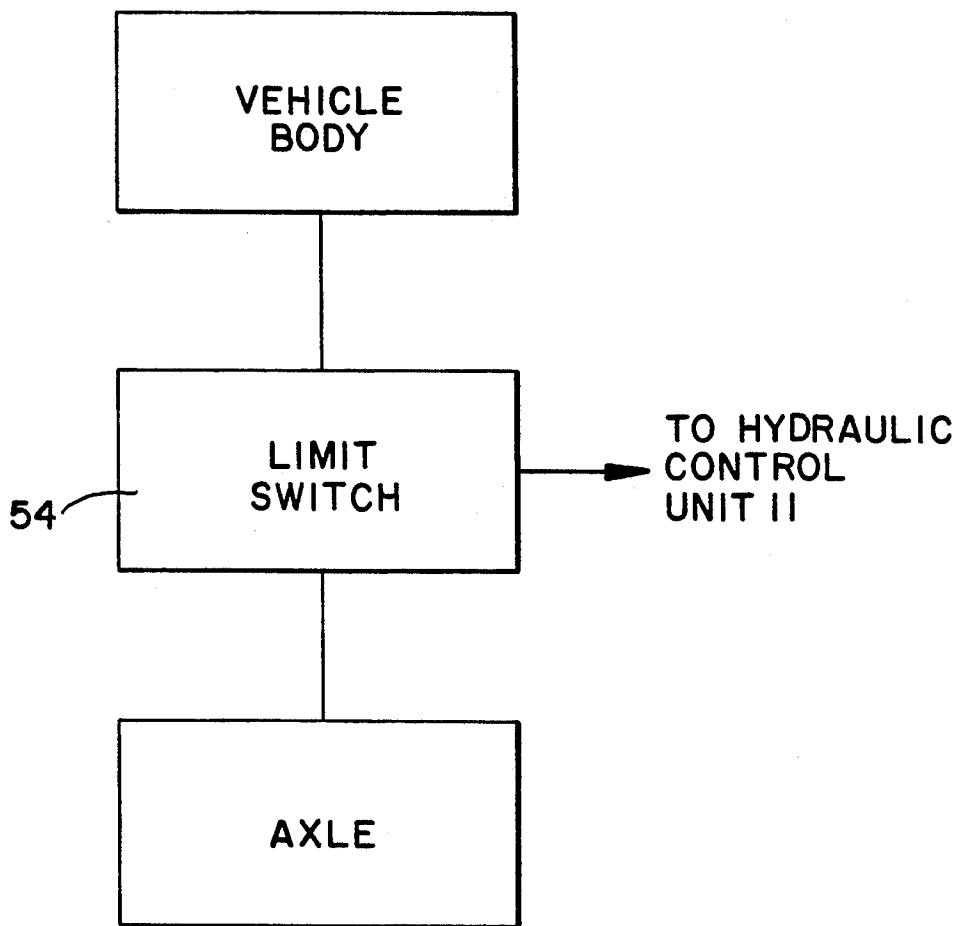 VEHICLE
BODY
LIMIT
SWITCH
54
TO HYDRAULIC
CONTROL
UNIT 11
AXLE